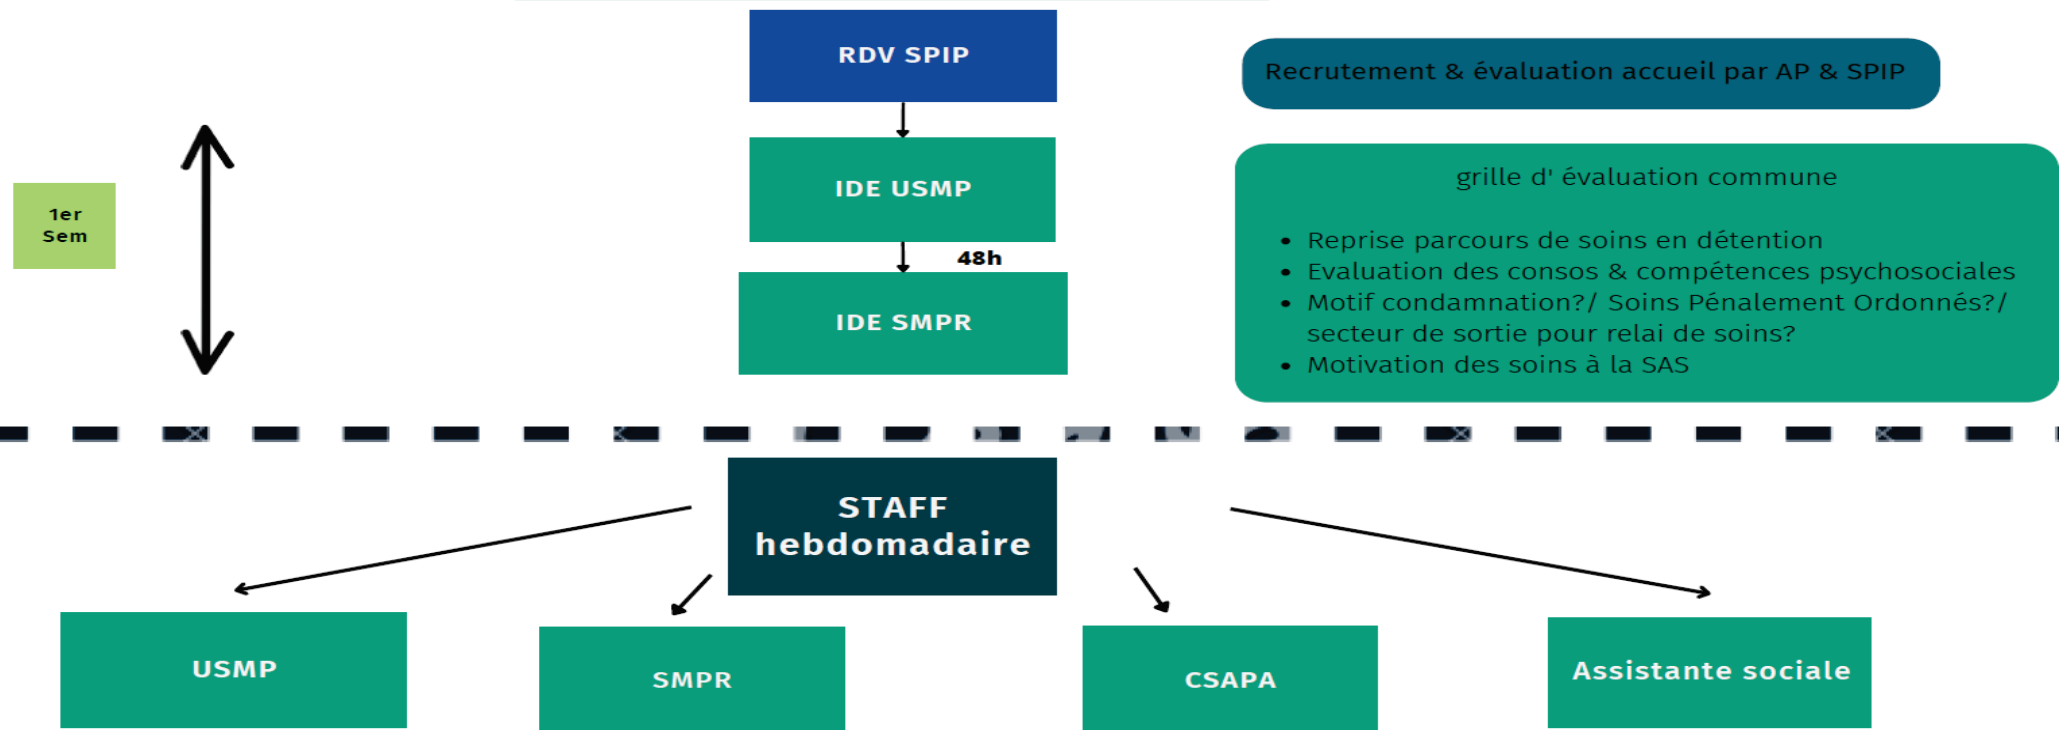 RDV SPIP
Recrutement & évaluation accueil par AP & SPIP
1er
Sem
IDE USMP
48h
IDE SMPR
grille d' évaluation commune
• Reprise parcours de soins en détention
• Evaluation des consos & compétences psychosociales
• Motif condamnation?/ Soins Pénalement Ordonnés?/
secteur de sortie pour relai de soins?
• Motivation des soins à la SAS
STAFF
hebdomadaire
USMP
SMPR
CSAPA
Assistante sociale